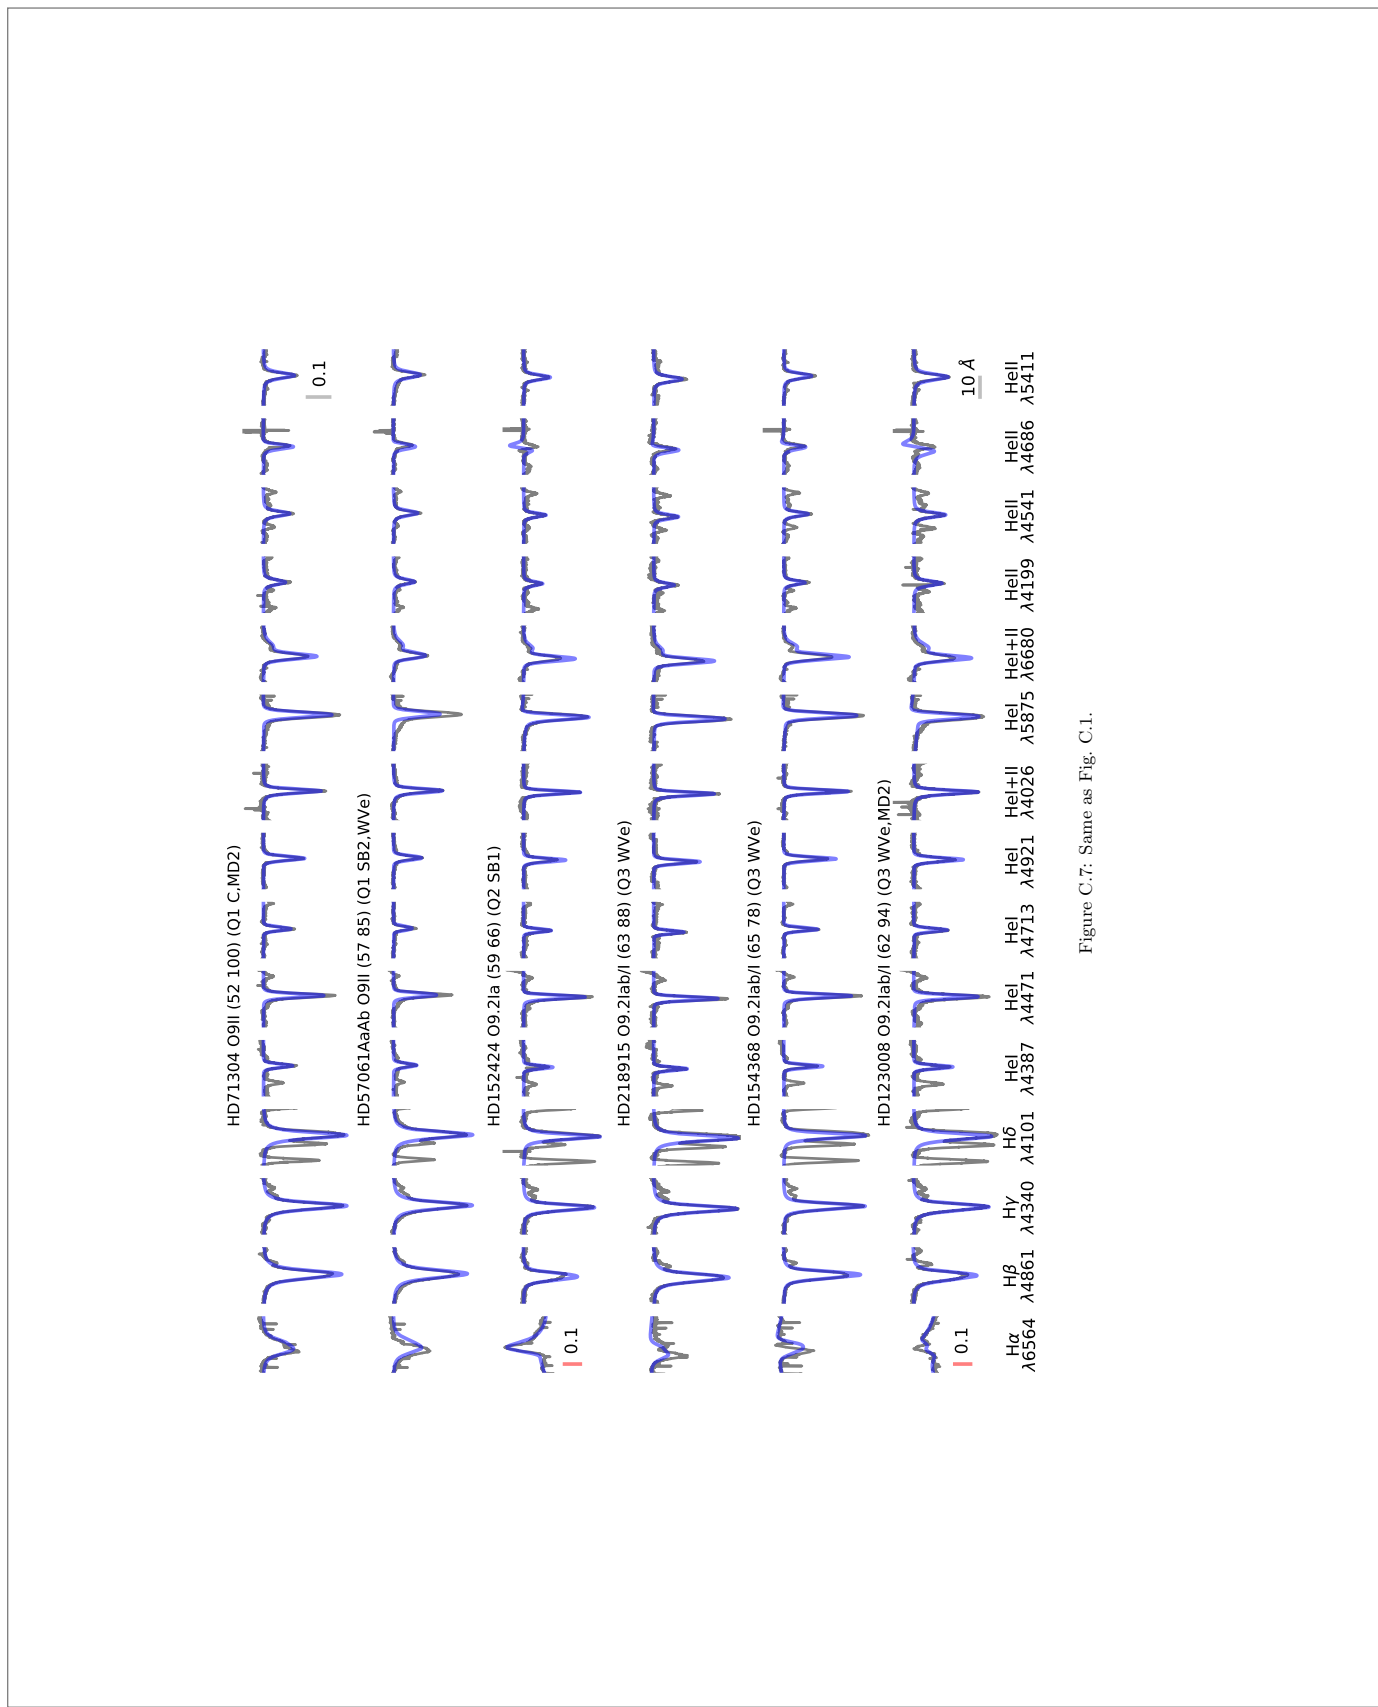 HD71304 O9II (52 100) (Q1 C,MD2)
0.1
HD57061AaAb O9II (57 85) (Q1 SB2,WVe)
HD152424 O9.2Ia (59 66) (Q2 SB1)
0.1
HD218915 O9.2Iab/I (63 88) (Q3 WVe)
HD154368 O9.2Iab/I (65 78) (Q3 WVe)
HD123008 O9.2Iab/I (62 94) (Q3 WVe,MD2)
0.1
10 Å
Hα
λ6564
Hβ
λ4861
Hγ
λ4340
Hδ
λ4101
HeI
λ4387
HeI
λ4471
HeI
λ4713
HeI
λ4921
HeI+II
λ4026
HeI
λ5875
HeI+II
λ6680
HeII
λ4199
HeII
λ4541
HeII
λ4686
HeII
λ5411
Figure C.7: Same as Fig. C.1.